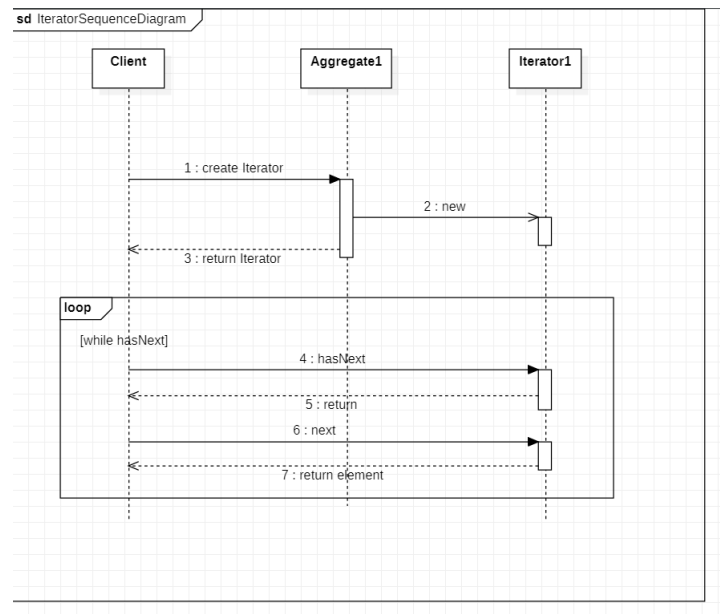 sd IteratorSequenceDiagram
Client
Aggregate1
Iterator1
1 : create Iterator
2 : new
3 : return Iterator
loop
[while hasNext]
4 : hasNext
5 : return
6 : next
7 : return element